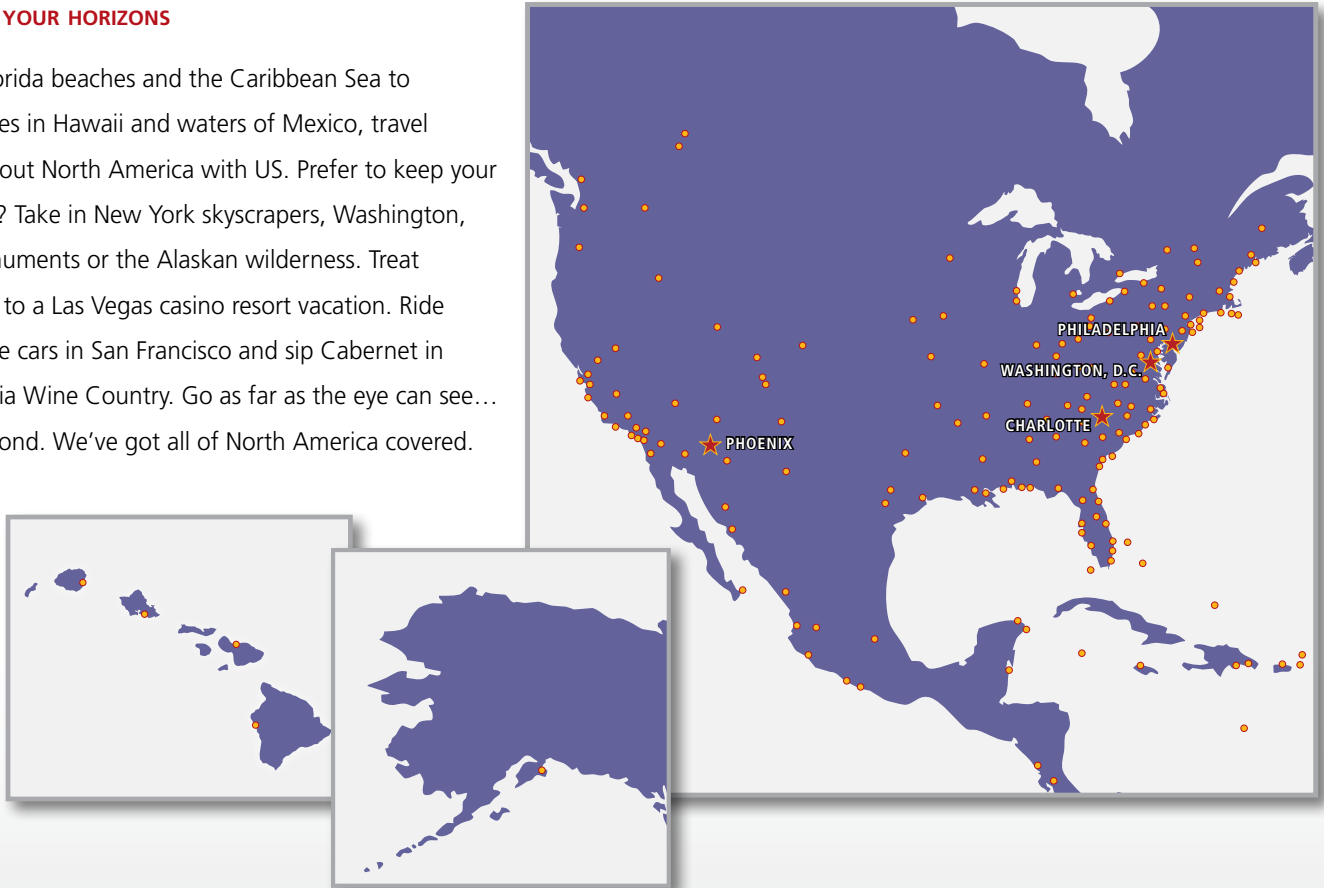 YOUR HORIZONS
orida beaches and the Caribbean Sea to
es in Hawaii and waters of Mexico, travel
out North America with US. Prefer to keep your
? Take in New York skyscrapers, Washington,
numents or the Alaskan wilderness. Treat
to a Las Vegas casino resort vacation. Ride
e cars in San Francisco and sip Cabernet in
ia Wine Country. Go as far as the eye can see…
ond. We’ve got all of North America covered.
PHILADELPHIA
WASHINGTON, D.C.
CHARLOTTE
PHOENIX